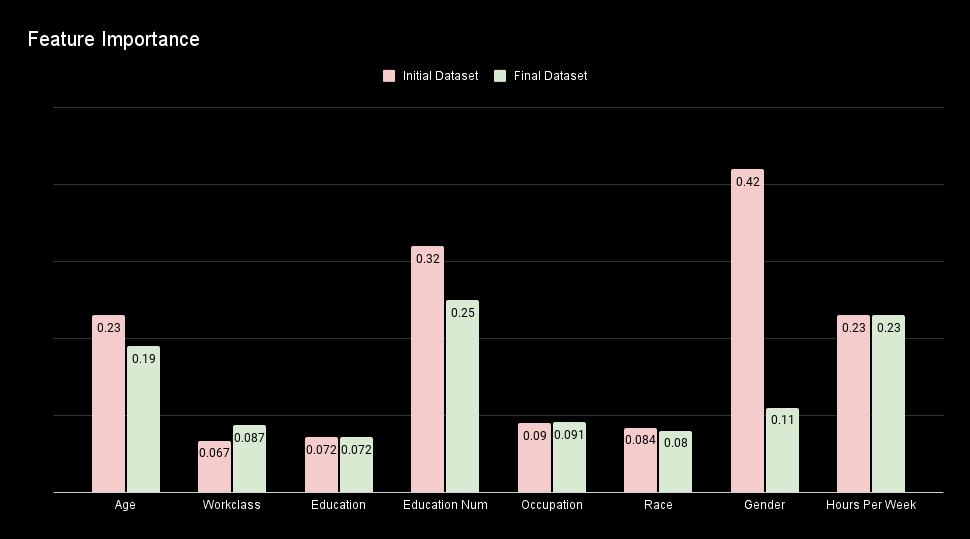 Feature Importance
Initial Dataset Final Dataset
0.23 0.19 0.067 0.087 0.072 0.072 0.32 0.25 0.09 0.091 0.084 0.08 0.42 0.11 0.23 0.23
Age Workclass Education Education Num Occupation Race Gender Hours Per Week